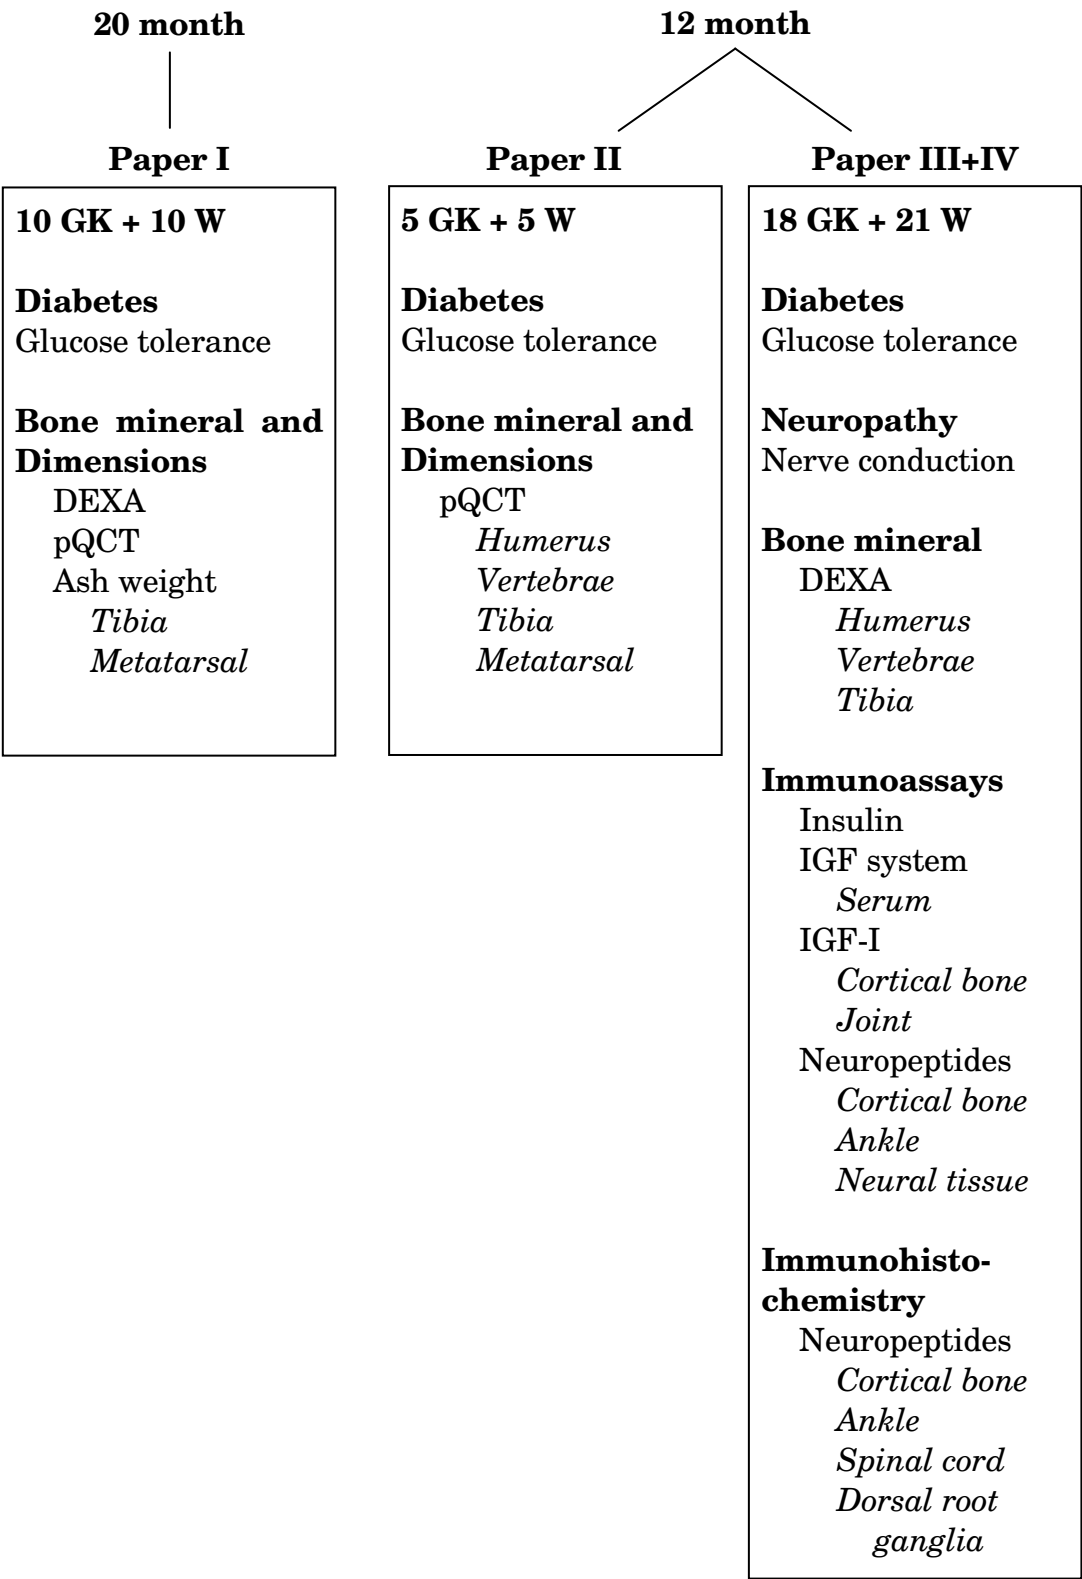 20 month
12 month
Paper I
10 GK + 10 W
Diabetes
Glucose tolerance
Bone mineral and
Dimensions
DEXA
pQCT
Ash weight
Tibia
Metatarsal
Paper II
5 GK + 5 W
Diabetes
Glucose tolerance
Bone mineral and
Dimensions
pQCT
Humerus
Vertebrae
Tibia
Metatarsal
Paper III+IV
18 GK + 21 W
Diabetes
Glucose tolerance
Neuropathy
Nerve conduction
Bone mineral
DEXA
Humerus
Vertebrae
Tibia
Immunoassays
Insulin
IGF system
Serum
IGF-I
Cortical bone
Joint
Neuropeptides
Cortical bone
Ankle
Neural tissue
Immunohisto-
chemistry
Neuropeptides
Cortical bone
Ankle
Spinal cord
Dorsal root
ganglia